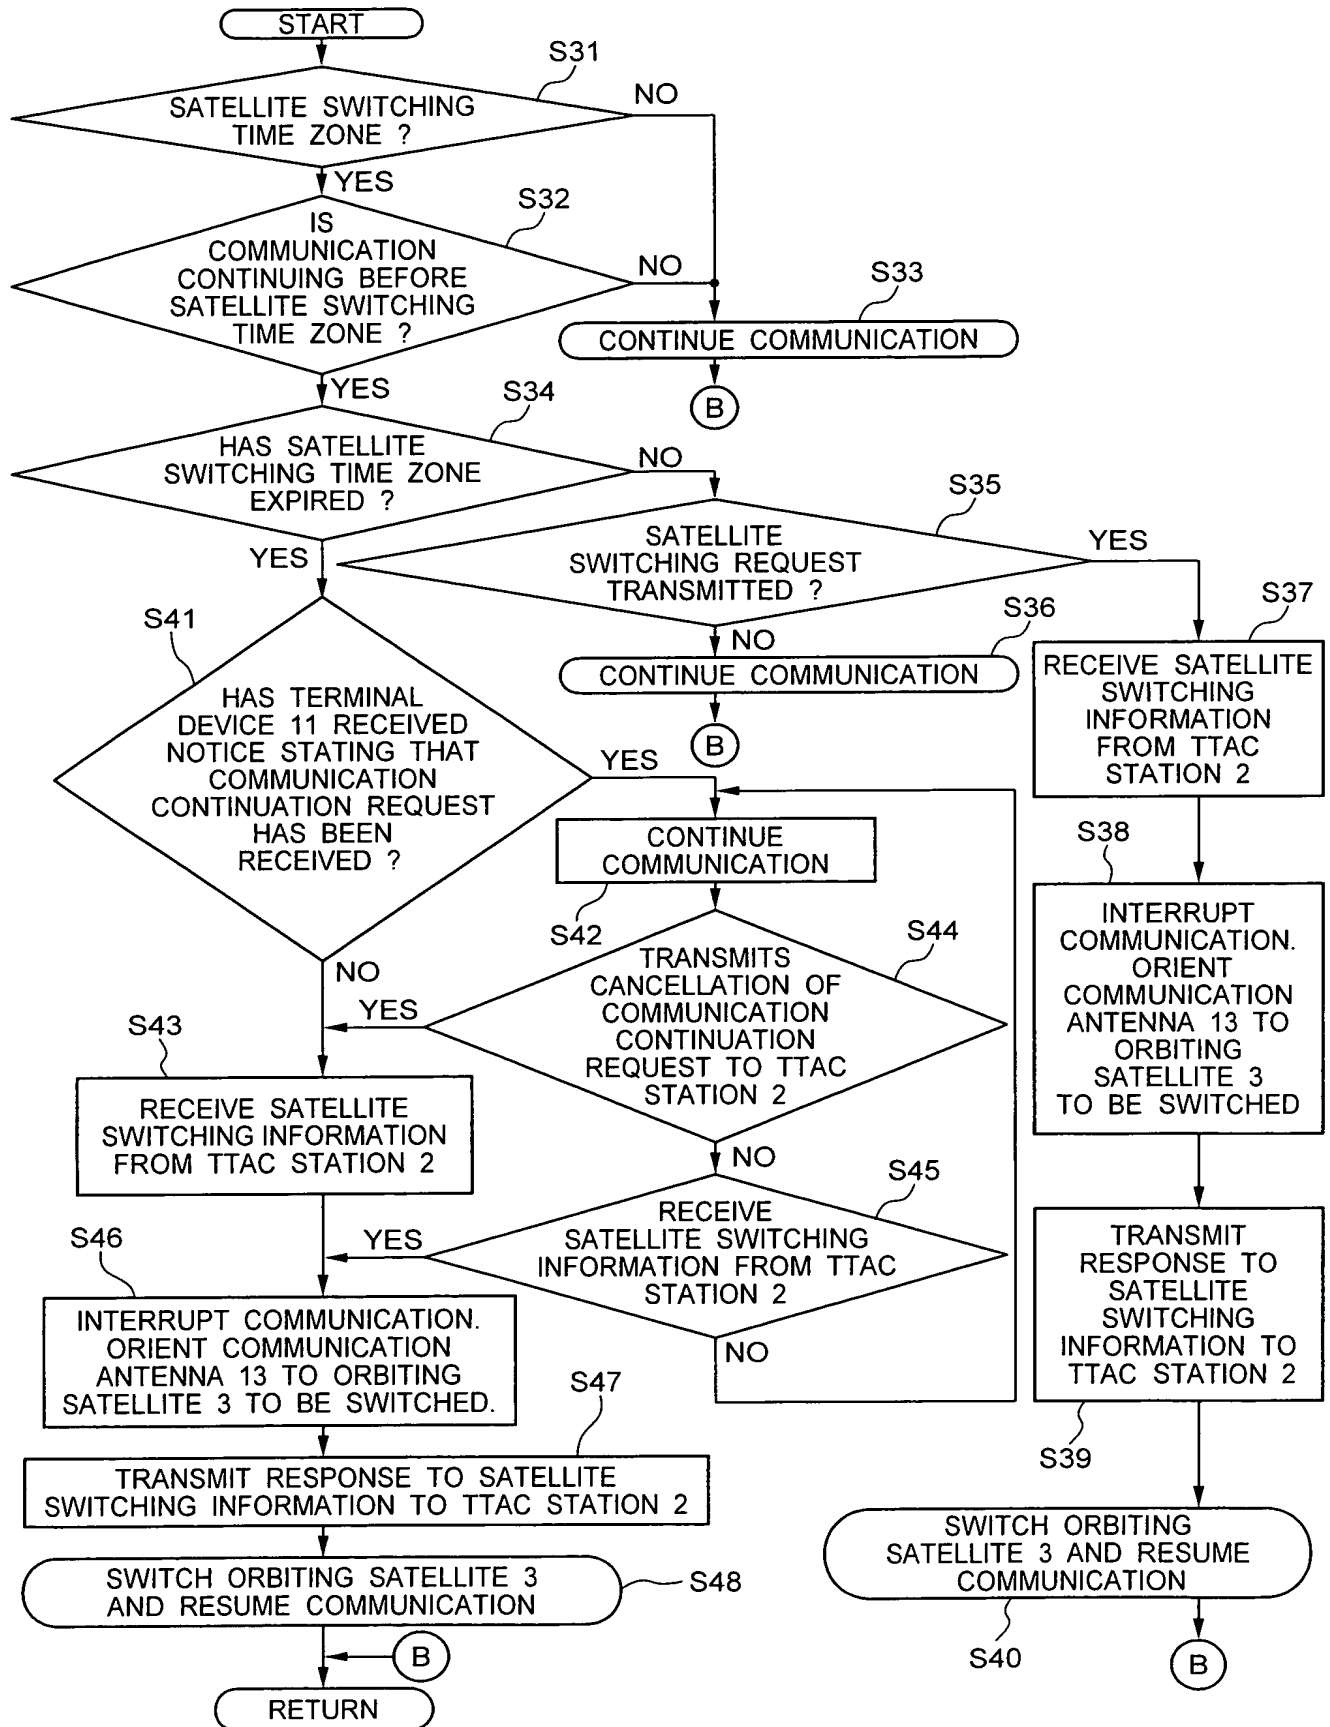 START
S31
SATELLITE SWITCHING
TIME ZONE ?
NO
YES
S32
IS
COMMUNICATION
CONTINUING BEFORE
SATELLITE SWITCHING
TIME ZONE ?
NO
S33
CONTINUE COMMUNICATION
B
YES
S34
HAS SATELLITE
SWITCHING TIME ZONE
EXPIRED ?
NO
S35
SATELLITE
SWITCHING REQUEST
TRANSMITTED ?
YES
YES
NO
S36
CONTINUE COMMUNICATION
B
S37
RECEIVE SATELLITE
SWITCHING
INFORMATION
FROM TTAC
STATION 2
S41
HAS TERMINAL
DEVICE 11 RECEIVED
NOTICE STATING THAT
COMMUNICATION
CONTINUATION REQUEST
HAS BEEN
RECEIVED ?
YES
CONTINUE
COMMUNICATION
S42
S38
INTERRUPT
COMMUNICATION.
ORIENT
COMMUNICATION
ANTENNA 13 TO
ORBITING
SATELLITE 3
TO BE SWITCHED
NO
S44
TRANSMITS
CANCELLATION OF
COMMUNICATION
CONTINUATION
REQUEST TO TTAC
STATION 2
YES
S43
RECEIVE SATELLITE
SWITCHING INFORMATION
FROM TTAC STATION 2
NO
S45
RECEIVE
SATELLITE SWITCHING
INFORMATION FROM TTAC
STATION 2
YES
NO
S46
INTERRUPT COMMUNICATION.
ORIENT COMMUNICATION
ANTENNA 13 TO ORBITING
SATELLITE 3 TO BE SWITCHED.
TRANSMIT
RESPONSE TO
SATELLITE
SWITCHING
INFORMATION TO
TTAC STATION 2
S39
S47
TRANSMIT RESPONSE TO SATELLITE
SWITCHING INFORMATION TO TTAC STATION 2
SWITCH ORBITING
SATELLITE 3 AND RESUME
COMMUNICATION
S40
B
SWITCH ORBITING SATELLITE 3
AND RESUME COMMUNICATION
S48
B
RETURN